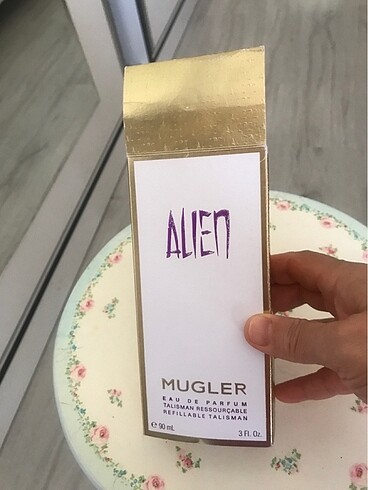 ALIEN
MUGLER
EAU DE PARFUM
TALISMAN RESSOURÇABLE
REFILLABLE TALISMAN
℮ 90 mL 3 Fl. Oz.